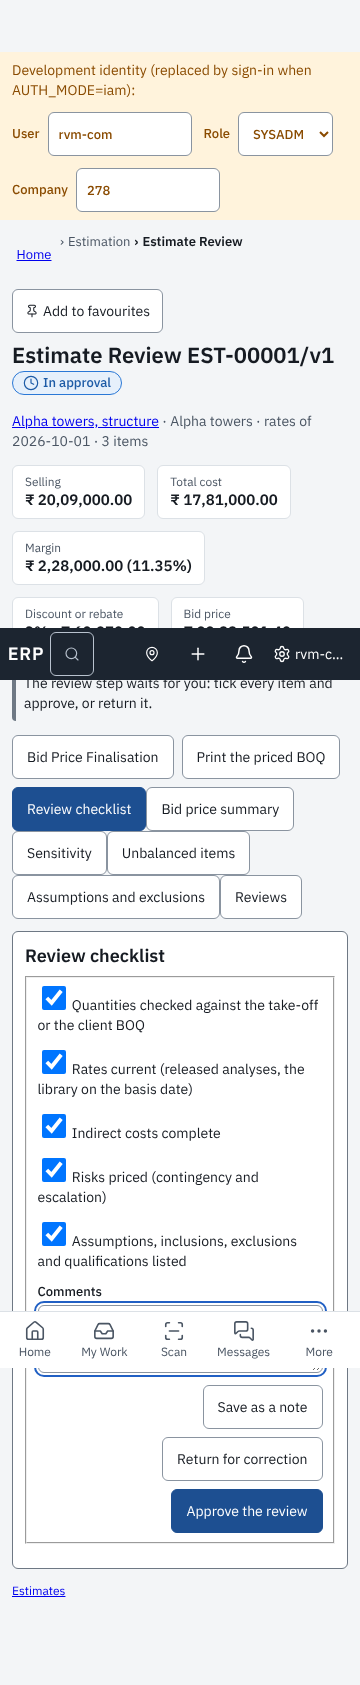 Development identity (replaced by sign-in when
AUTH_MODE=iam):
User rvm-com Role SYSADM
Company 278
Home › Estimation › Estimate Review
Add to favourites
Estimate Review EST-00001/v1
In approval
Alpha towers, structure · Alpha towers · rates of
2026-10-01 · 3 items
Selling Total cost
₹ 20,09,000.00 ₹ 17,81,000.00
Margin
₹ 2,28,000.00 (11.35%)
Discount or rebate Bid price
ERP rvm-c...
The review step waits for you: tick every item and
approve, or return it.
Bid Price Finalisation Print the priced BOQ
Review checklist Bid price summary
Sensitivity Unbalanced items
Assumptions and exclusions Reviews
Review checklist
Quantities checked against the take-off
or the client BOQ
Rates current (released analyses, the
library on the basis date)
Indirect costs complete
Risks priced (contingency and
escalation)
Assumptions, inclusions, exclusions
and qualifications listed
Comments
Home My Work Scan Messages More
Save as a note
Return for correction
Approve the review
Estimates